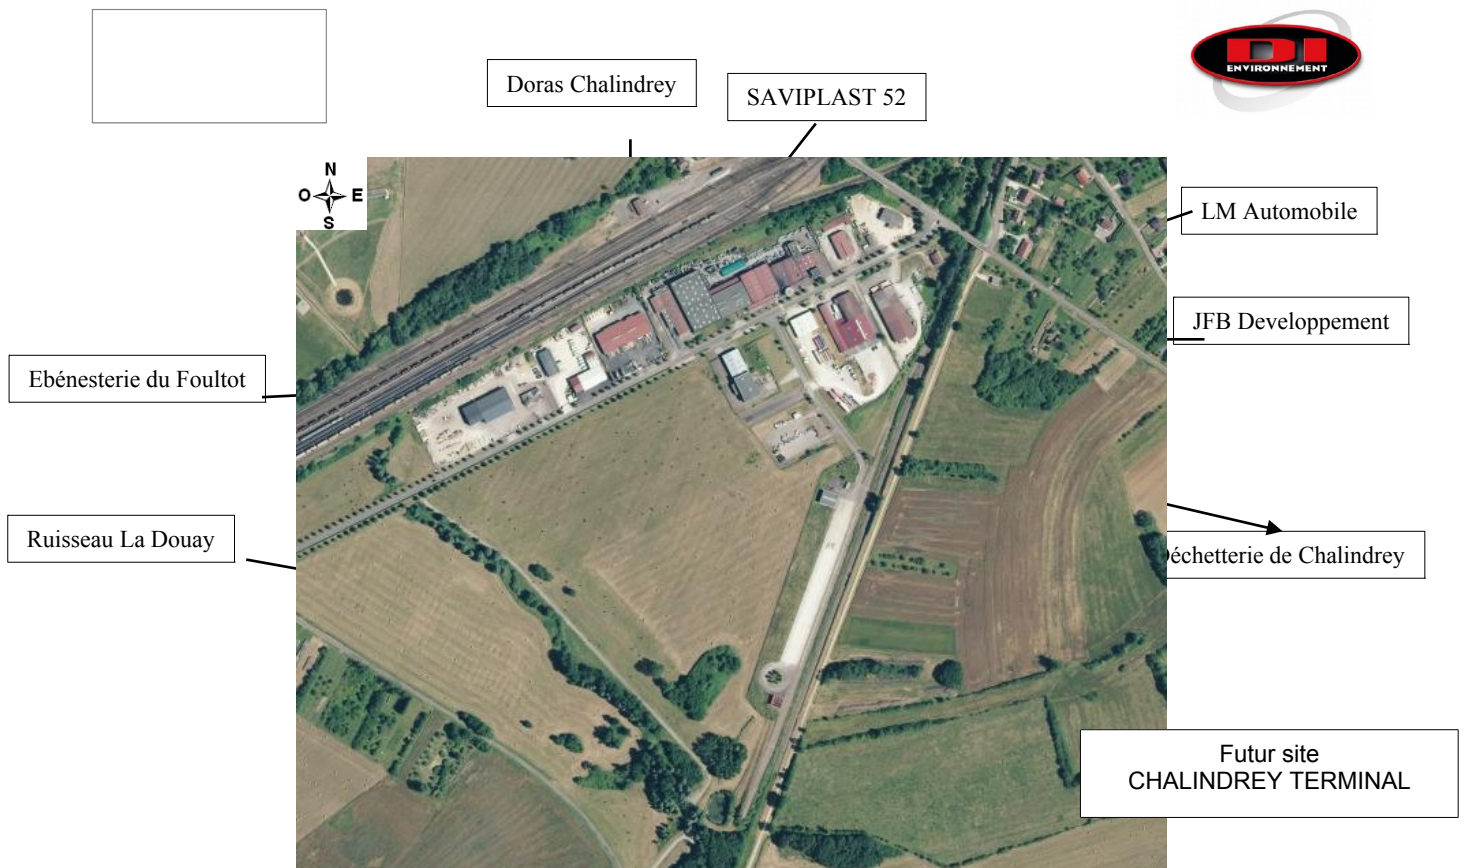 DI
ENVIRONNEMENT
Doras Chalindrey
SAVIPLAST 52
N
O E
S
LM Automobile
JFB Developpement
Ebénesterie du Foultot
Ruisseau La Douay
échetterie de Chalindrey
Futur site
CHALINDREY TERMINAL